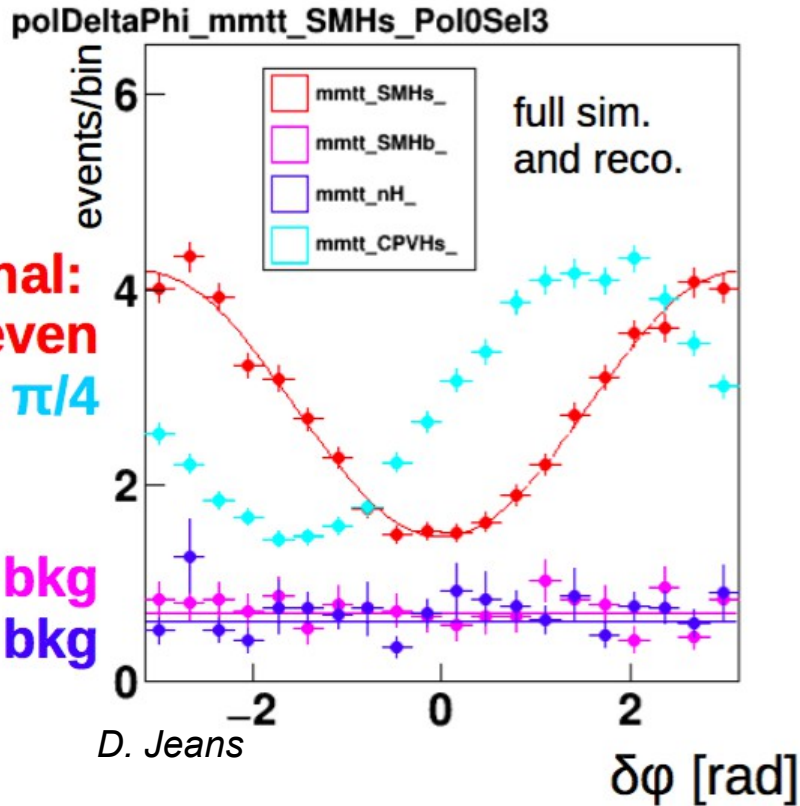 polDeltaPhi_mmtt_SMHs_Pol0Sel3
events/bin
6
4
2
0
mmtt_SMHs_
mmtt_SMHb_
mmtt_nH_
mmtt_CPVHs_
full sim.
and reco.
nal:
even
π/4
bkg
bkg
−2
0
2
D. Jeans
δφ [rad]